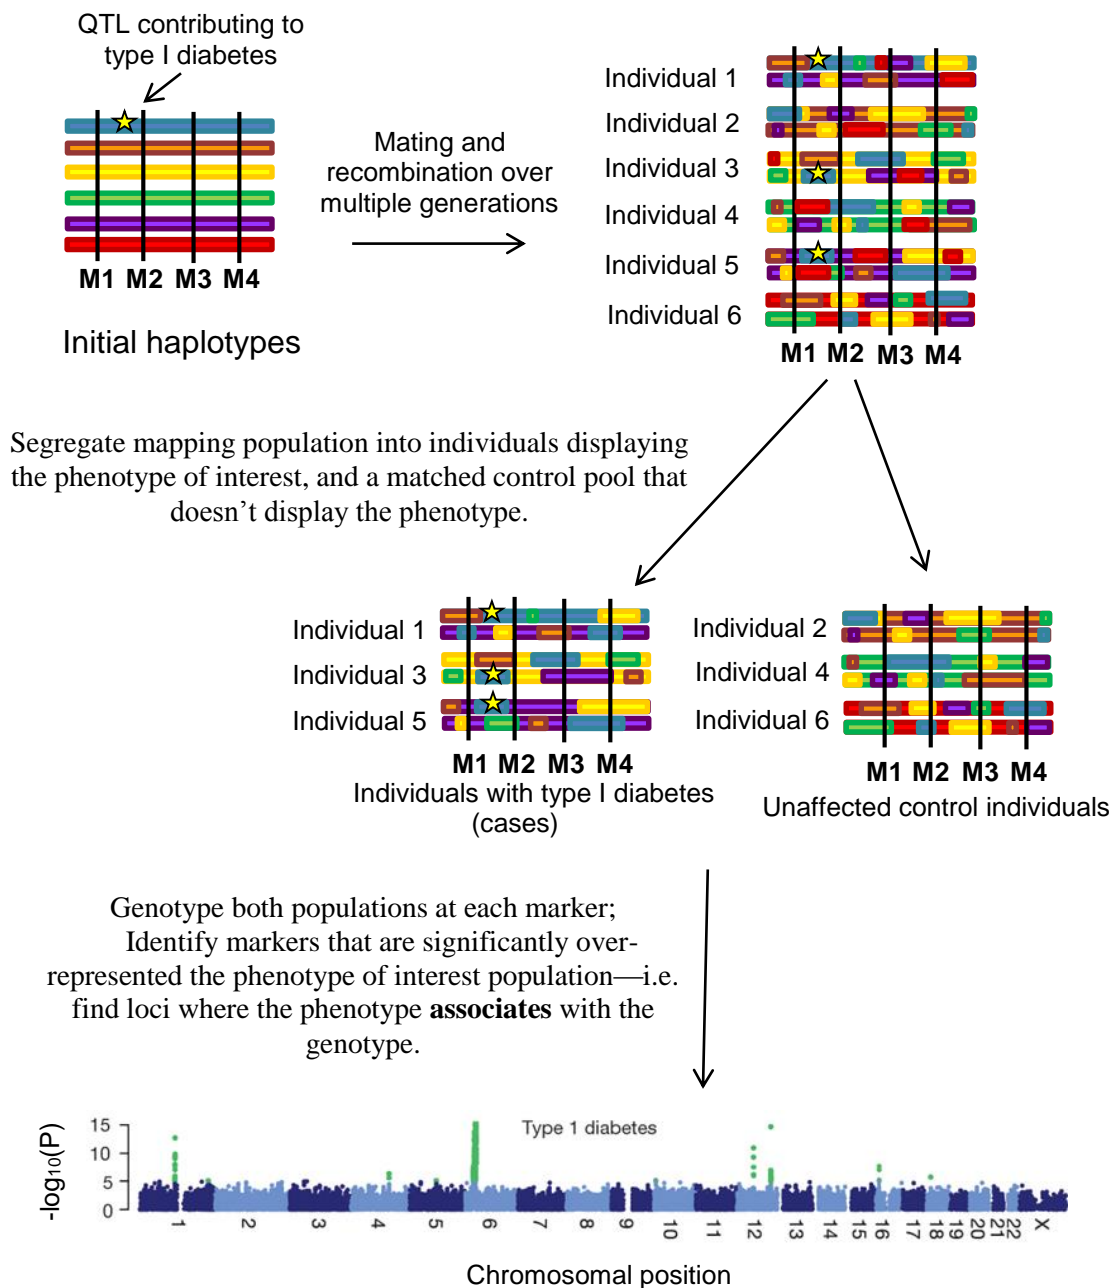 QTL contributing to
type I diabetes
M1 M2 M3 M4
Initial haplotypes
Mating and
recombination over
multiple generations
Individual 1
Individual 2
Individual 3
Individual 4
Individual 5
Individual 6
M1 M2 M3 M4
Segregate mapping population into individuals displaying
the phenotype of interest, and a matched control pool that
doesn’t display the phenotype.
Individual 1
Individual 3
Individual 5
M1 M2 M3 M4
Individuals with type I diabetes
(cases)
Individual 2
Individual 4
Individual 6
M1 M2 M3 M4
Unaffected control individuals
Genotype both populations at each marker;
Identify markers that are significantly over-
represented the phenotype of interest population—i.e.
find loci where the phenotype associates with the
genotype.
-log10(P)
15
10
5
0
Type 1 diabetes
1 2 3 4 5 6 7 8 9 10 11 12 13 14 15 16 17 18 19 20 21 22 X
Chromosomal position